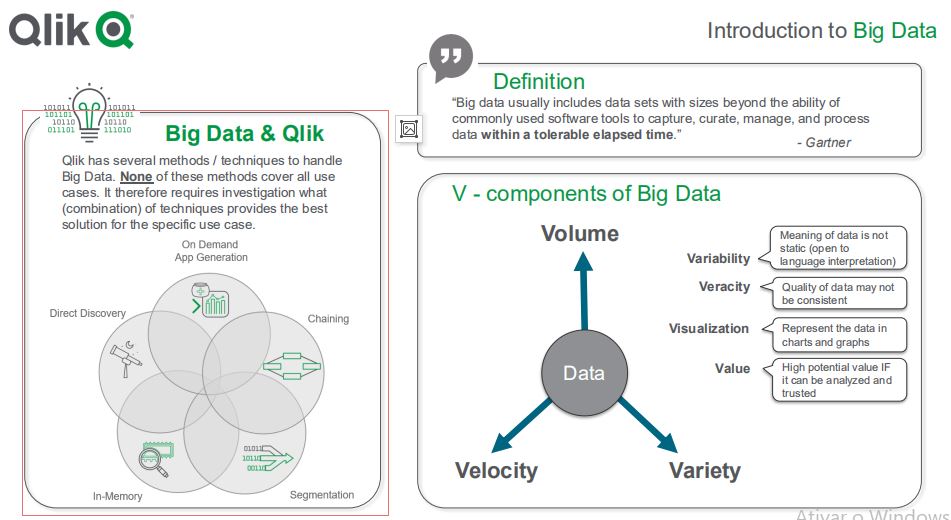 Qlik
Introduction to Big Data
101011 101011
101101 101101
10110 10110
011101 111010
Big Data & Qlik
Qlik has several methods / techniques to handle
Big Data. None of these methods cover all use
cases. It therefore requires investigation what
(combination) of techniques provides the best
solution for the specific use case.
On Demand
App Generation
Direct Discovery
Chaining
In-Memory
01011
10110
00110
Segmentation
Definition
“Big data usually includes data sets with sizes beyond the ability of
commonly used software tools to capture, curate, manage, and process
data within a tolerable elapsed time.”
- Gartner
V - components of Big Data
Volume
Data
Velocity
Variety
Variability
Meaning of data is not
static (open to
language interpretation)
Veracity
Quality of data may not
be consistent
Visualization
Represent the data in
charts and graphs
Value
High potential value IF
it can be analyzed and
trusted
Ativar o Windows